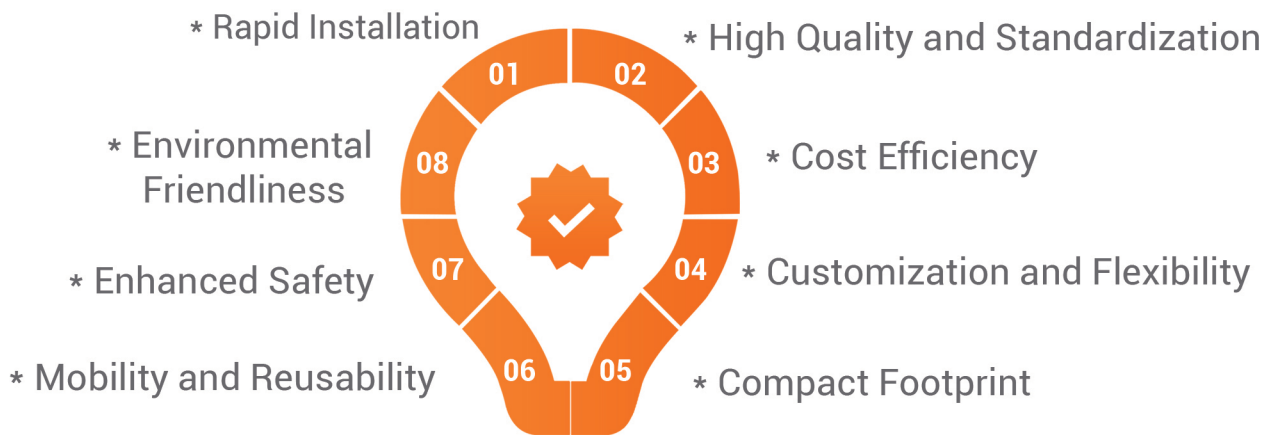 * Rapid Installation
01
02
* High Quality and Standardization
03
* Cost Efficiency
04
* Customization and Flexibility
05
* Compact Footprint
06
* Mobility and Reusability
07
* Enhanced Safety
08
* Environmental
Friendliness